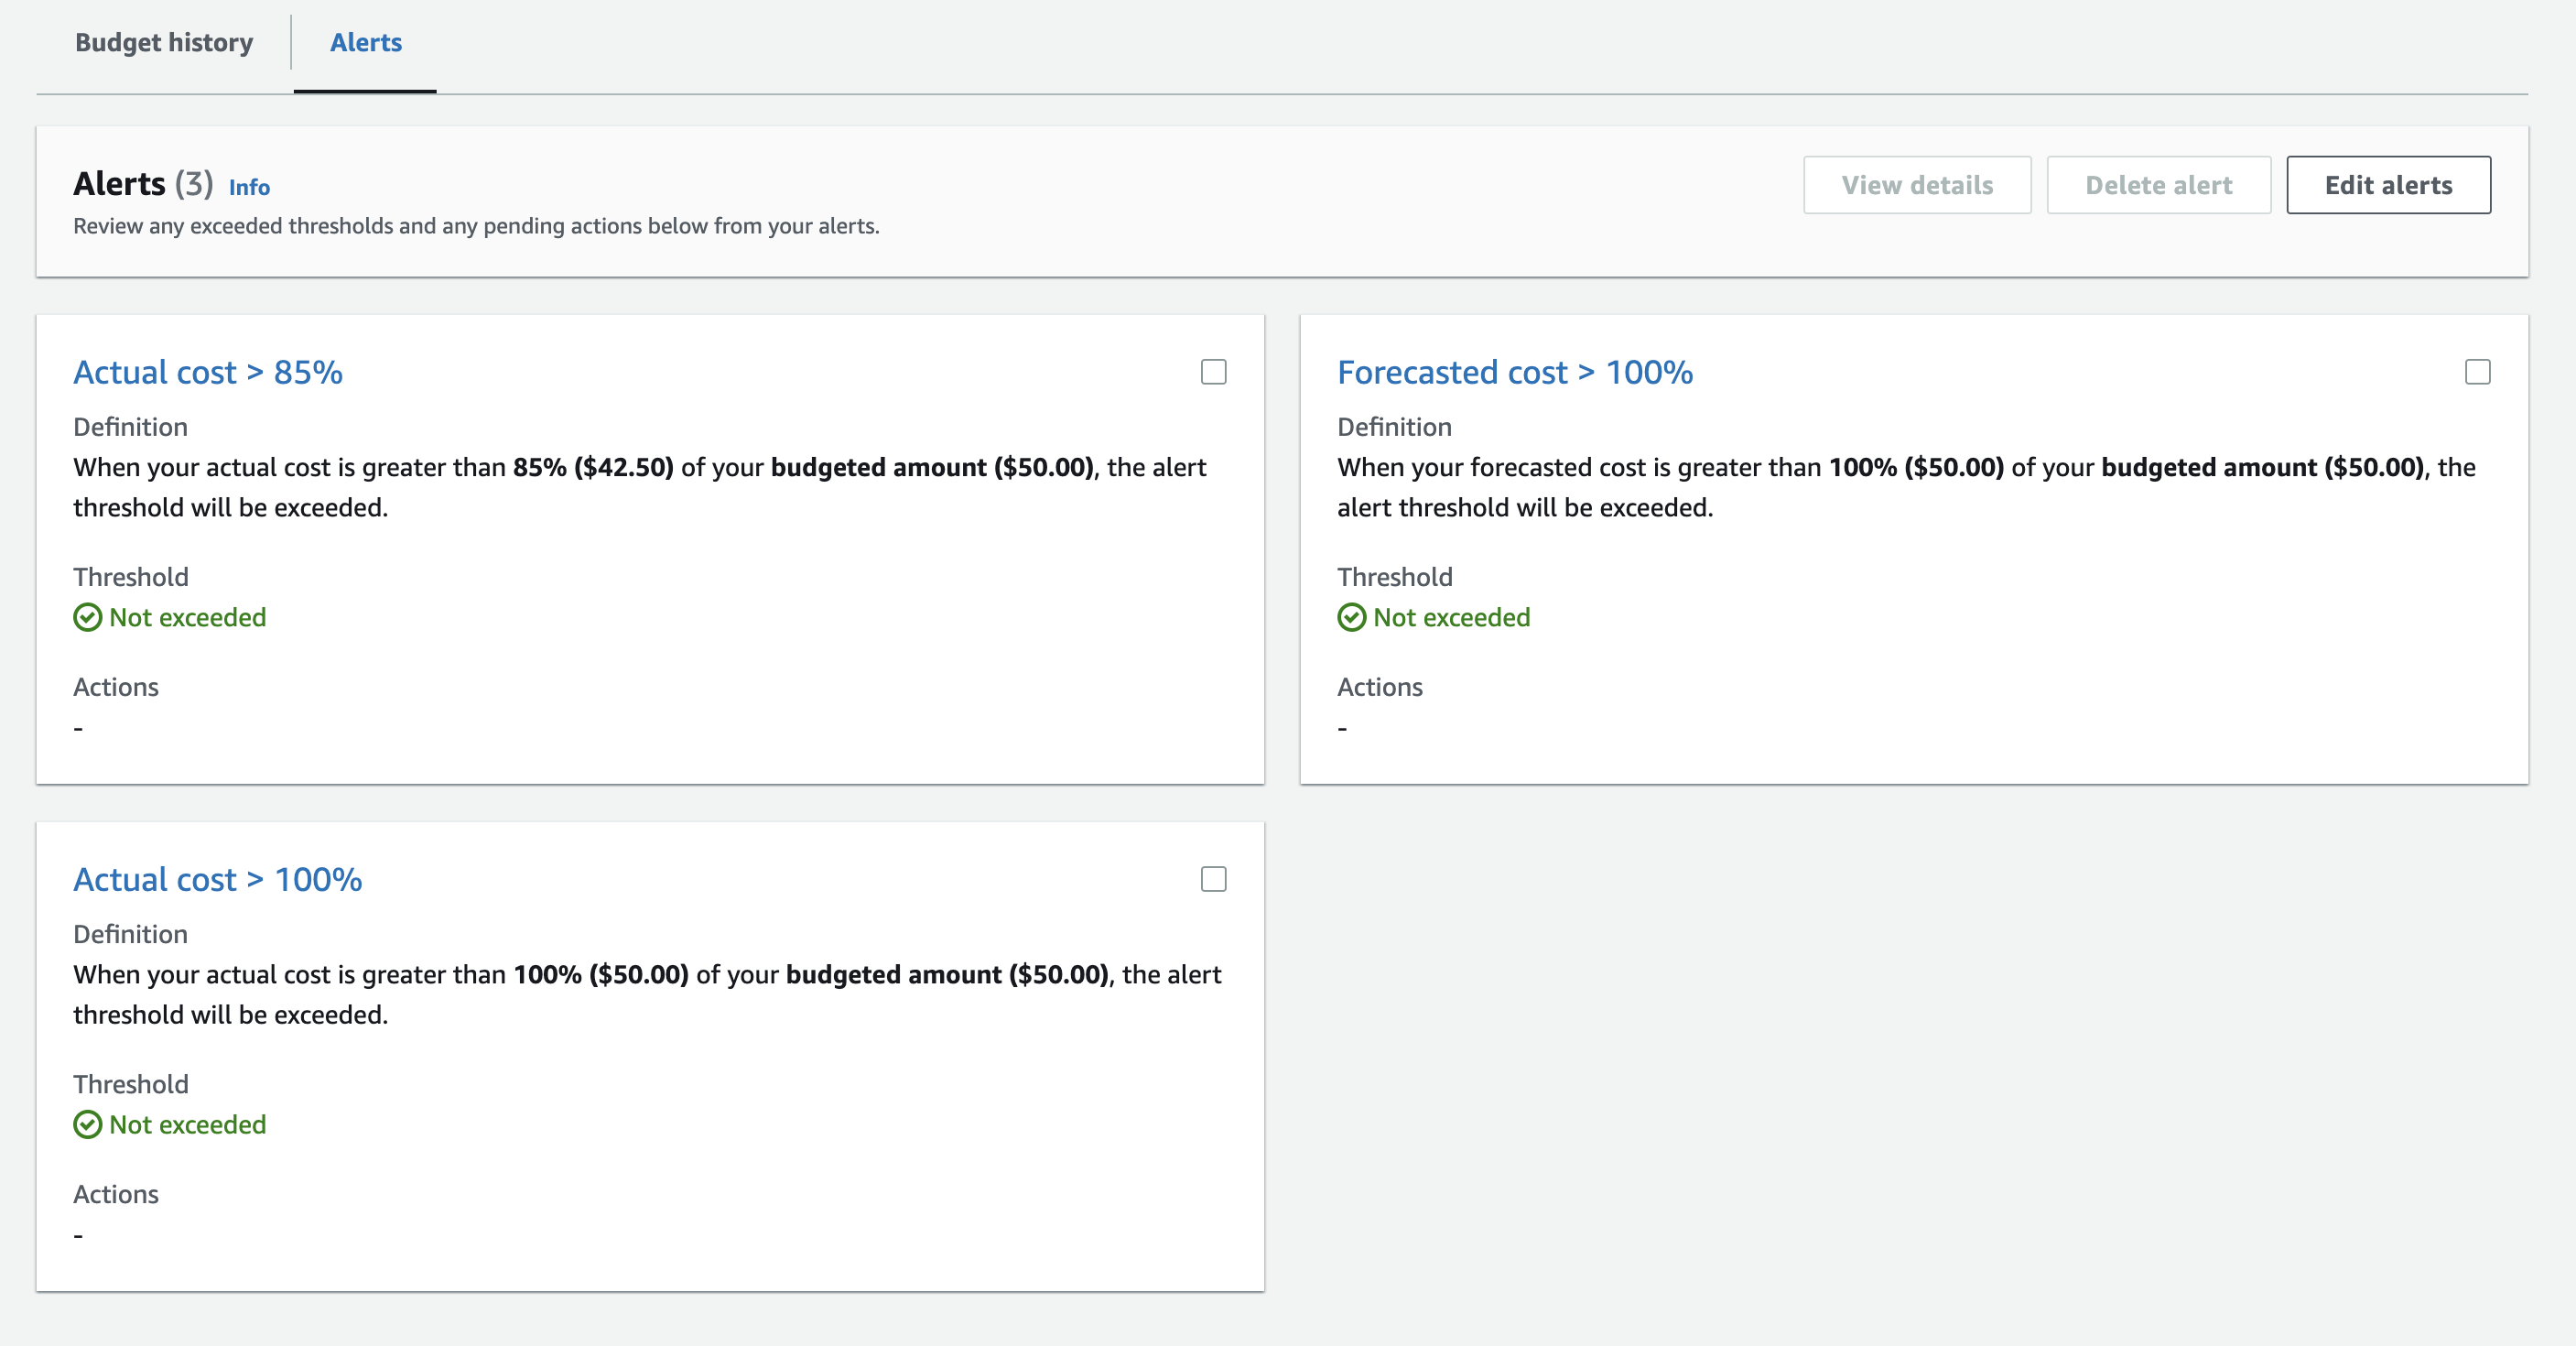 Budget history
Alerts
Alerts (3) Info
Review any exceeded thresholds and any pending actions below from your alerts.
View details
Delete alert
Edit alerts
Actual cost > 85%
Definition
When your actual cost is greater than 85% ($42.50) of your budgeted amount ($50.00), the alert
threshold will be exceeded.
Threshold
Not exceeded
Actions
-
Forecasted cost > 100%
Definition
When your forecasted cost is greater than 100% ($50.00) of your budgeted amount ($50.00), the
alert threshold will be exceeded.
Threshold
Not exceeded
Actions
-
Actual cost > 100%
Definition
When your actual cost is greater than 100% ($50.00) of your budgeted amount ($50.00), the alert
threshold will be exceeded.
Threshold
Not exceeded
Actions
-